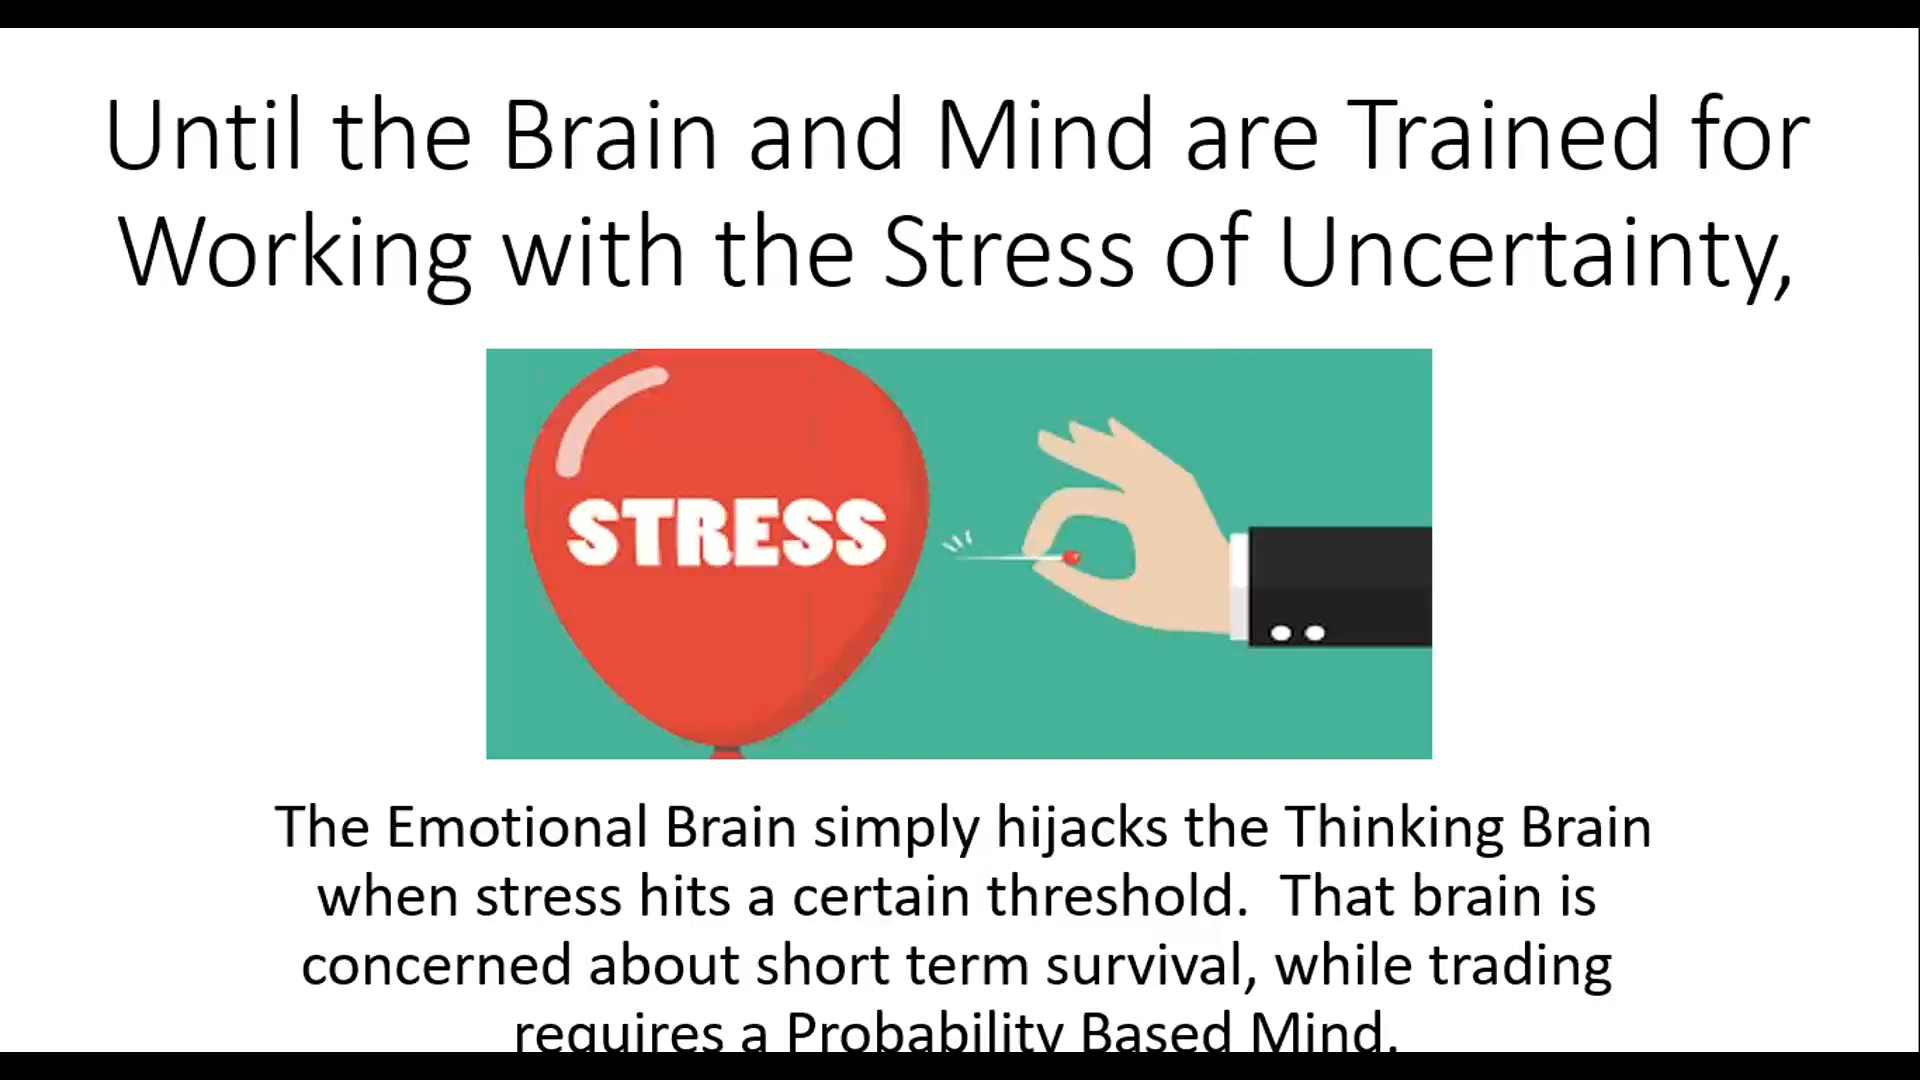 Until the Brain and Mind are Trained for
Working with the Stress of Uncertainty,
STRESS
The Emotional Brain simply hijacks the Thinking Brain
when stress hits a certain threshold.  That brain is
concerned about short term survival, while trading
requires a Probability Based Mind.